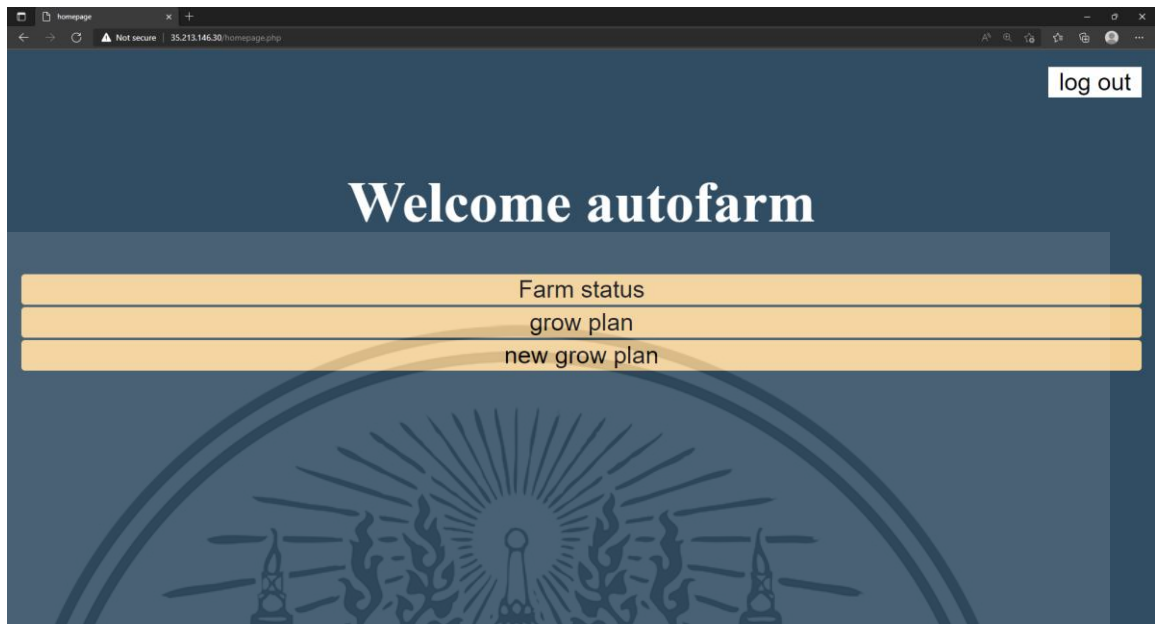 homepage
Not secure | 35.213.146.30/homepage.php
log out
Welcome autofarm
Farm status
grow plan
new grow plan